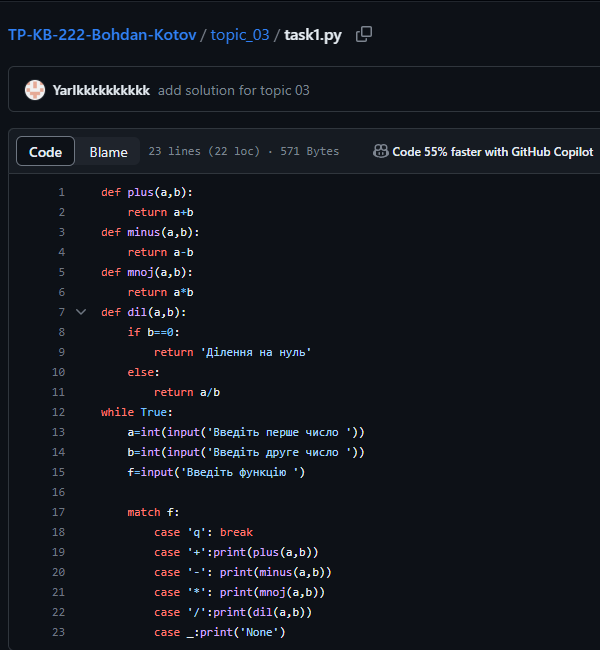 TP-KB-222-Bohdan-Kotov / topic_03 / task1.py
Yarlkkkkkkkkkk add solution for topic 03
Code Blame 23 lines (22 loc) · 571 Bytes Code 55% faster with GitHub Copilot
1 def plus(a,b):
2     return a+b
3 def minus(a,b):
4     return a-b
5 def mnoj(a,b):
6     return a*b
7 def dil(a,b):
8     if b==0:
9         return 'Ділення на нуль'
10     else:
11         return a/b
12 while True:
13     a=int(input('Введіть перше число '))
14     b=int(input('Введіть друге число '))
15     f=input('Введіть функцію ')
16
17     match f:
18         case 'q': break
19         case '+':print(plus(a,b))
20         case '-': print(minus(a,b))
21         case '*': print(mnoj(a,b))
22         case '/':print(dil(a,b))
23         case _:print('None')